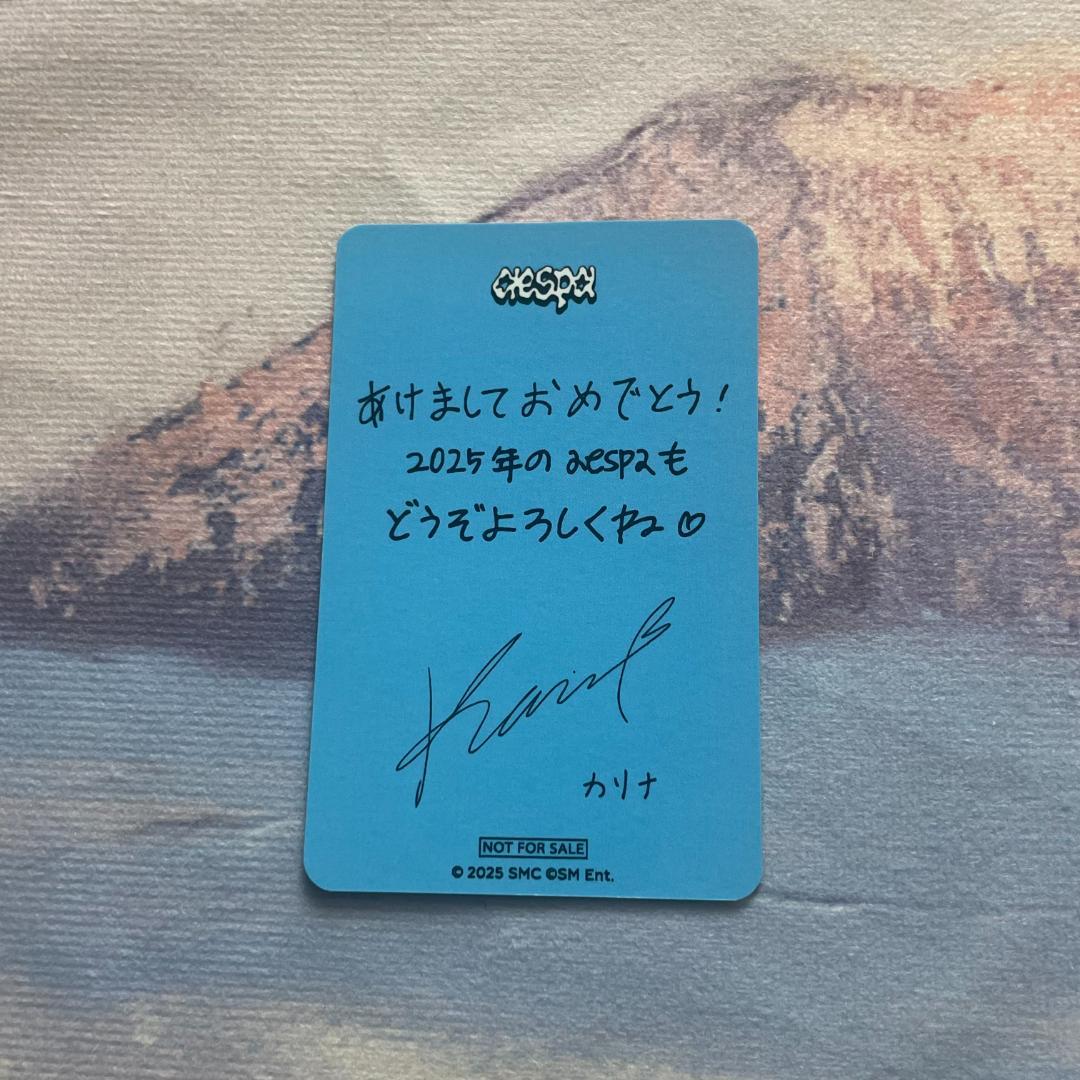 aespa
あけましておめでとう!
2025年のaespaも
どうぞよろしくね♡
Karina
カリナ
NOT FOR SALE
© 2025 SMC ©SM Ent.